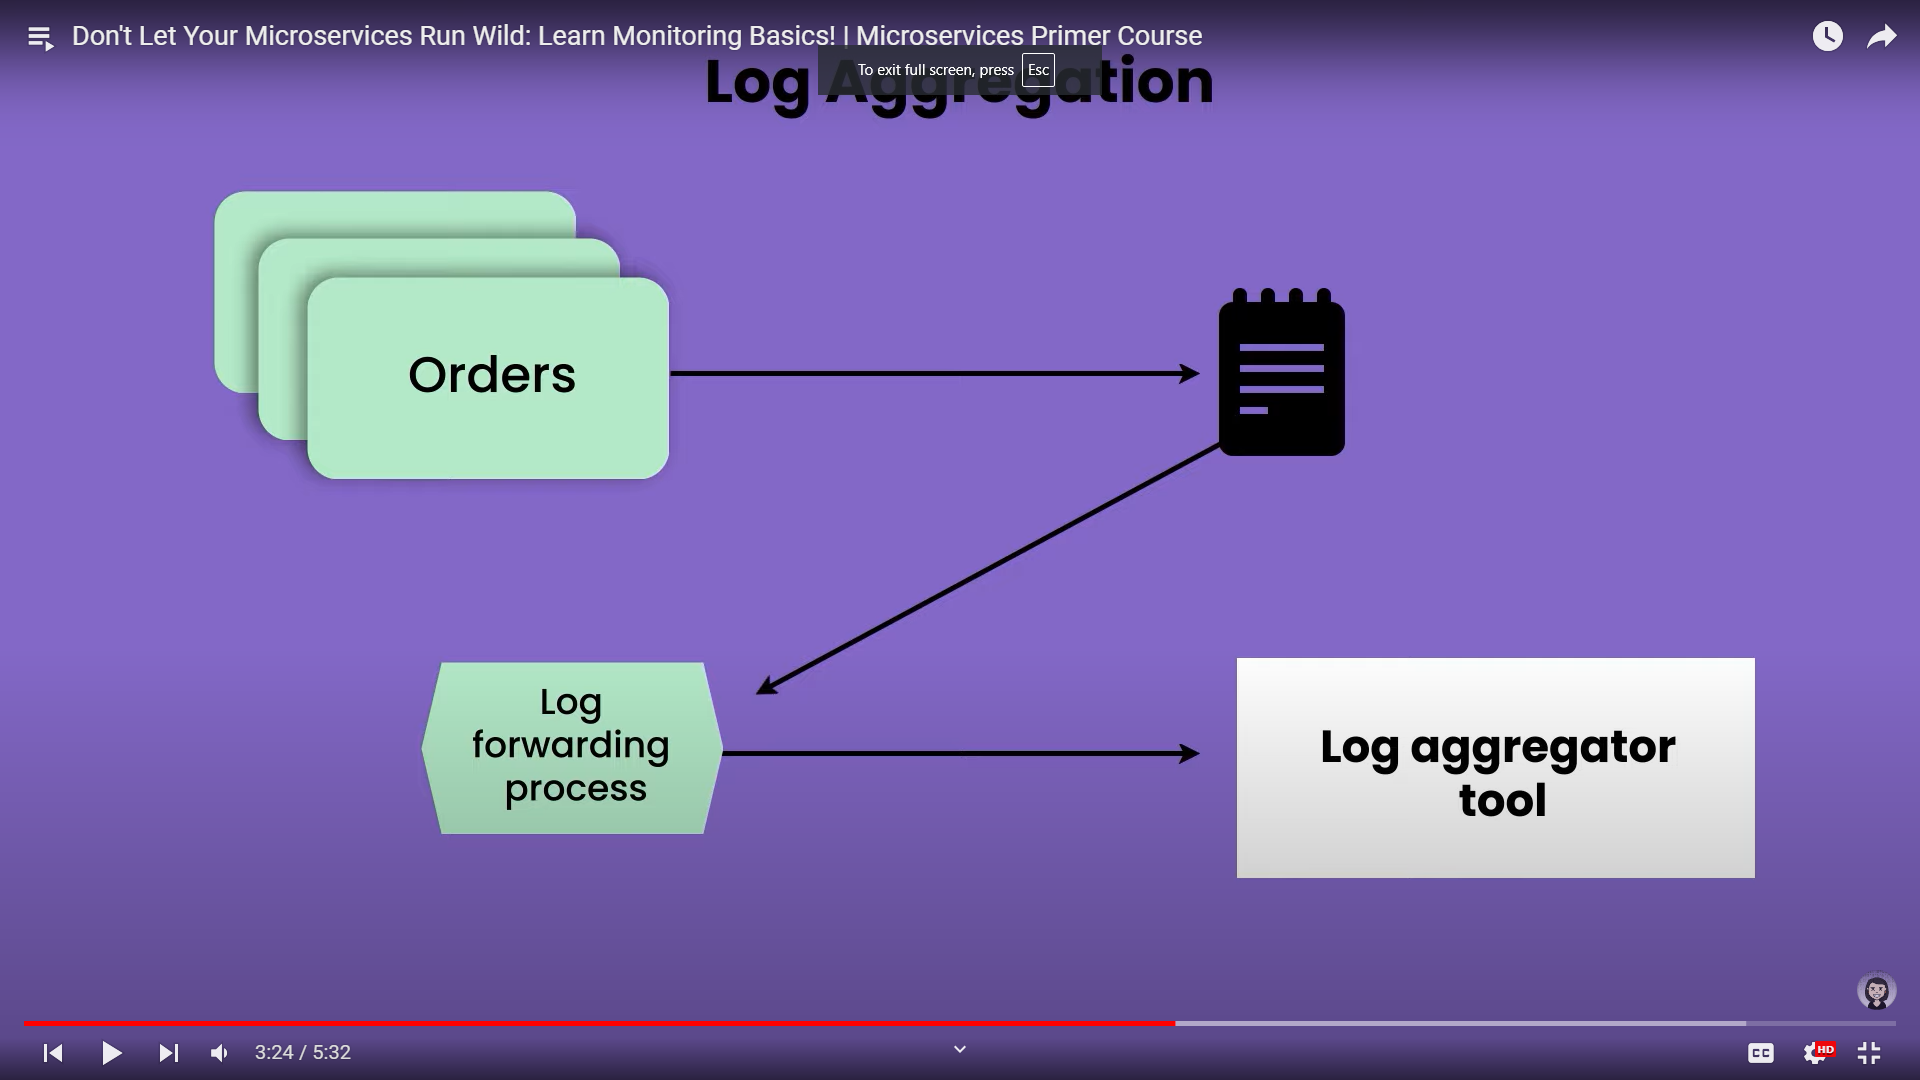 Don't Let Your Microservices Run Wild: Learn Monitoring Basics! | Microservices Primer Course
To exit full screen, press Esc
Log Aggregation
Orders
Log
forwarding
process
Log aggregator
tool
3:24 / 5:32
CC
HD